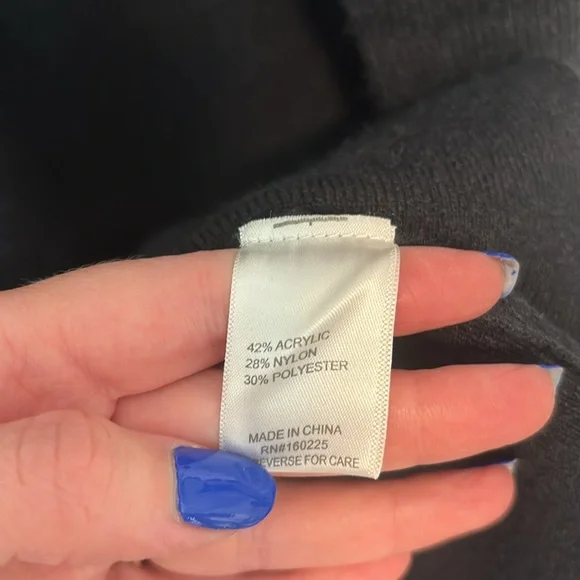 42% ACRYLIC
28% NYLON
30% POLYESTER
MADE IN CHINA
RN#160225
REVERSE FOR CARE